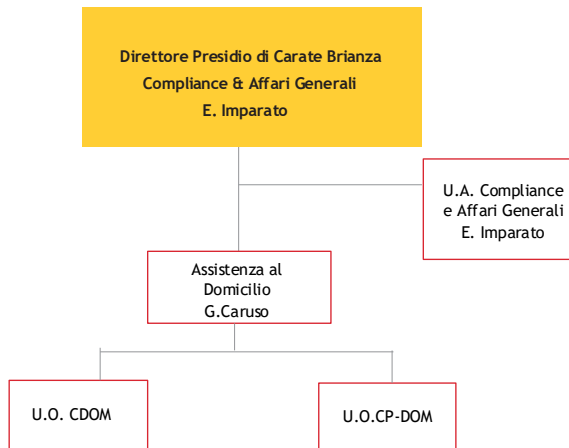 Direttore Presidio di Carate Brianza
Compliance & Affari Generali
E. Imparato
U.A. Compliance
e Affari Generali
E. Imparato
Assistenza al
Domicilio
G.Caruso
U.O. CDOM
U.O.CP-DOM